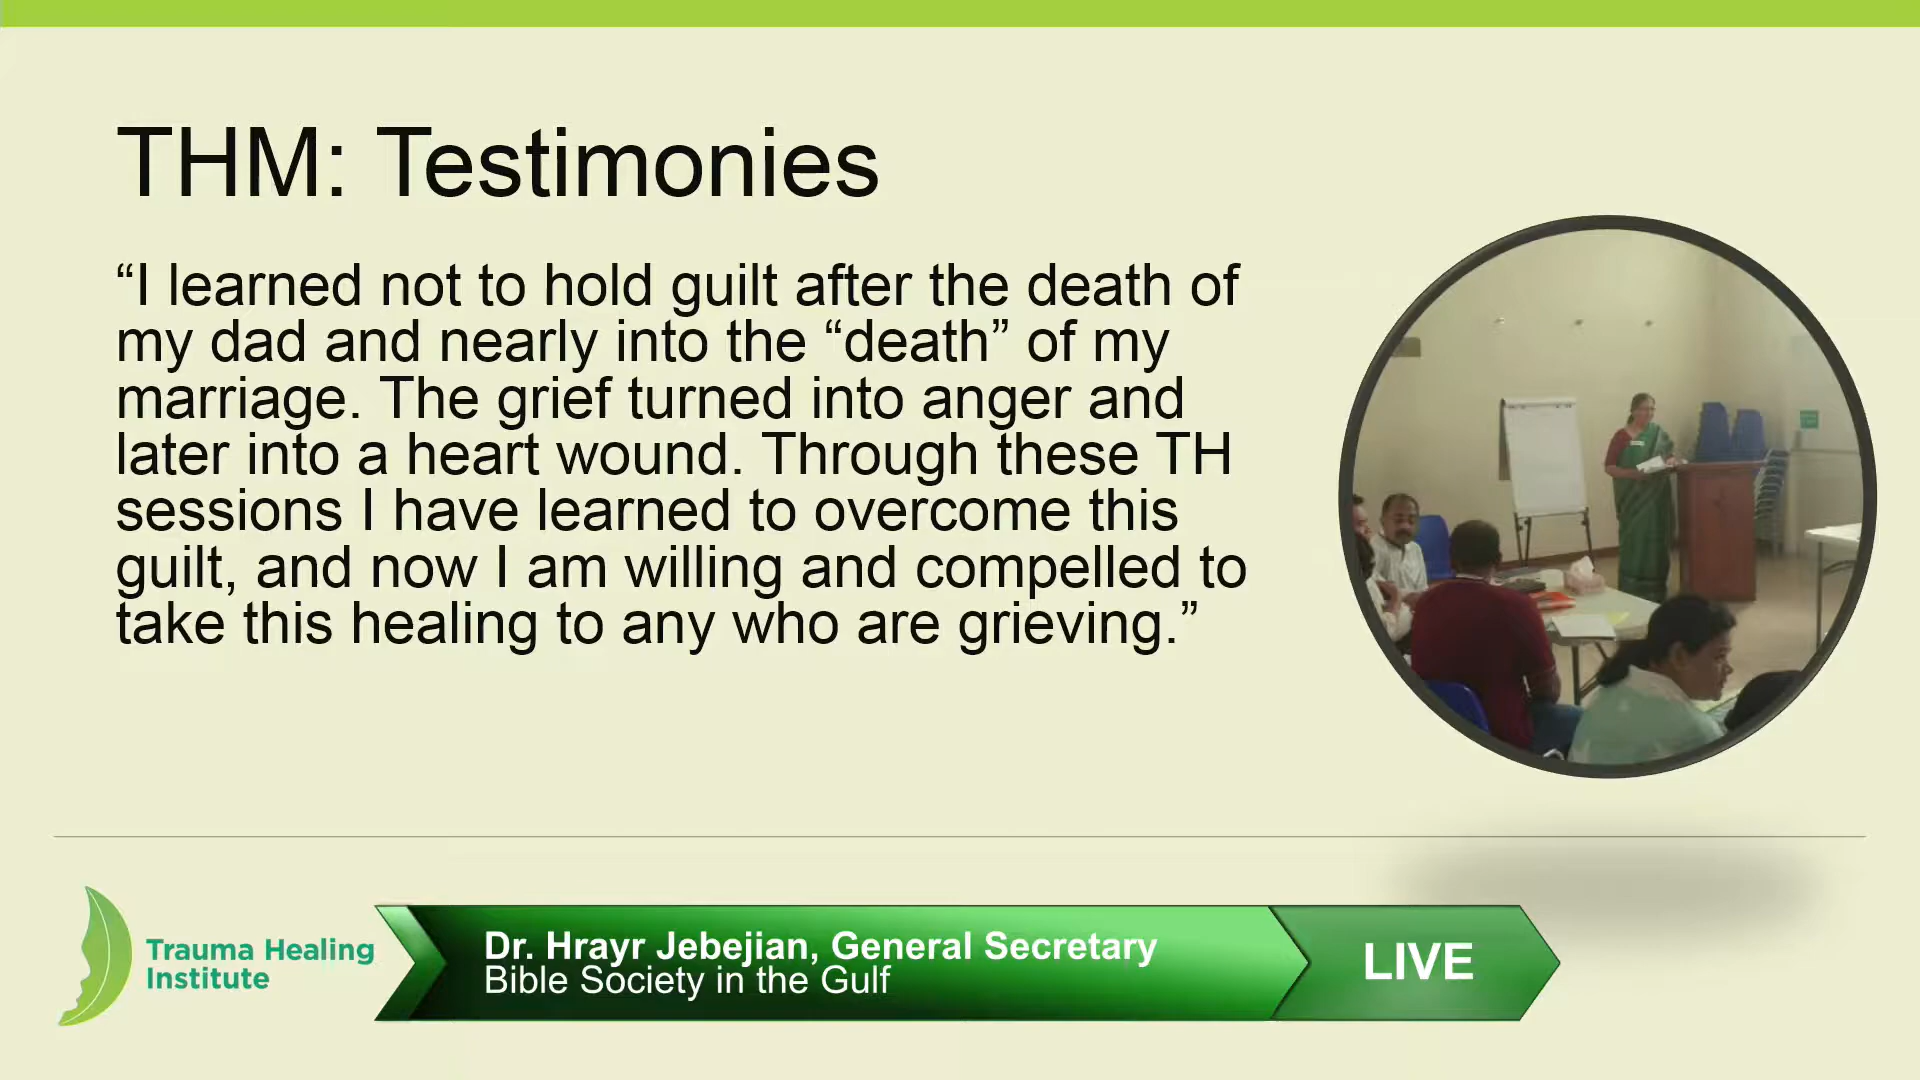 THM: Testimonies
“I learned not to hold guilt after the death of
my dad and nearly into the “death” of my
marriage. The grief turned into anger and
later into a heart wound. Through these TH
sessions I have learned to overcome this
guilt, and now I am willing and compelled to
take this healing to any who are grieving.”
Trauma Healing
Institute
Dr. Hrayr Jebejian, General Secretary
Bible Society in the Gulf
LIVE